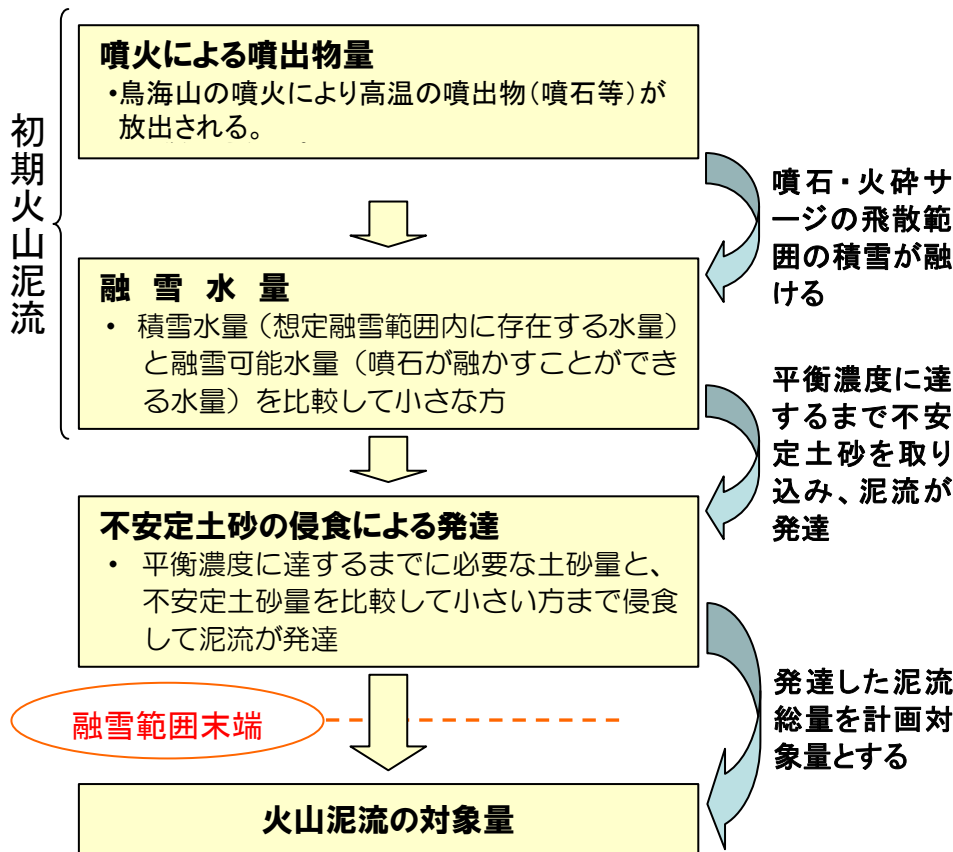 噴火による噴出物量
・鳥海山の噴火により高温の噴出物（噴石等）が
放出される。
初期火山泥流
噴石・火砕サ
ージの飛散範
囲の積雪が融
ける
融 雪 水 量
• 積雪水量（想定融雪範囲内に存在する水量）
と融雪可能水量（噴石が融かすことができ
る水量）を比較して小さな方
平衡濃度に達
するまで不安
定土砂を取り
込み、泥流が
発達
不安定土砂の侵食による発達
• 平衡濃度に達するまでに必要な土砂量と、
不安定土砂量を比較して小さい方まで侵食
して泥流が発達
融雪範囲末端
発達した泥流
総量を計画対
象量とする
火山泥流の対象量